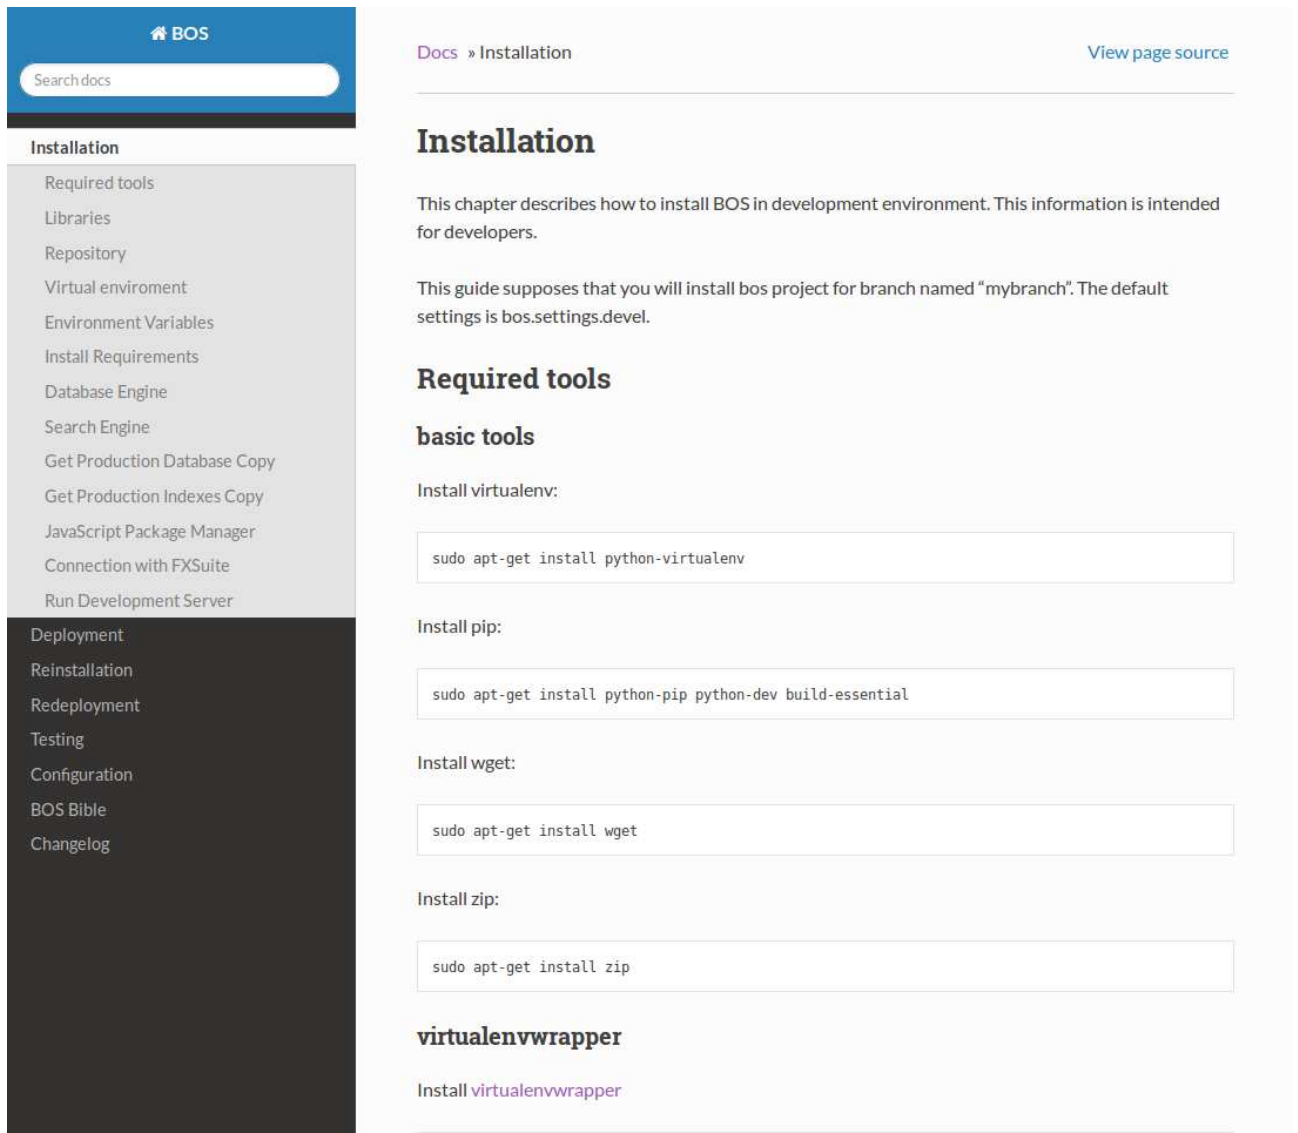 BOS
Search docs
Installation
Required tools
Libraries
Repository
Virtual enviroment
Environment Variables
Install Requirements
Database Engine
Search Engine
Get Production Database Copy
Get Production Indexes Copy
JavaScript Package Manager
Connection with FXSuite
Run Development Server
Deployment
Reinstallation
Redeployment
Testing
Configuration
BOS Bible
Changelog
Docs » Installation
View page source
Installation
This chapter describes how to install BOS in development environment. This information is intended
for developers.
This guide supposes that you will install bos project for branch named “mybranch”. The default
settings is bos.settings.devel.
Required tools
basic tools
Install virtualenv:
sudo apt-get install python-virtualenv
Install pip:
sudo apt-get install python-pip python-dev build-essential
Install wget:
sudo apt-get install wget
Install zip:
sudo apt-get install zip
virtualenvwrapper
Install virtualenvwrapper